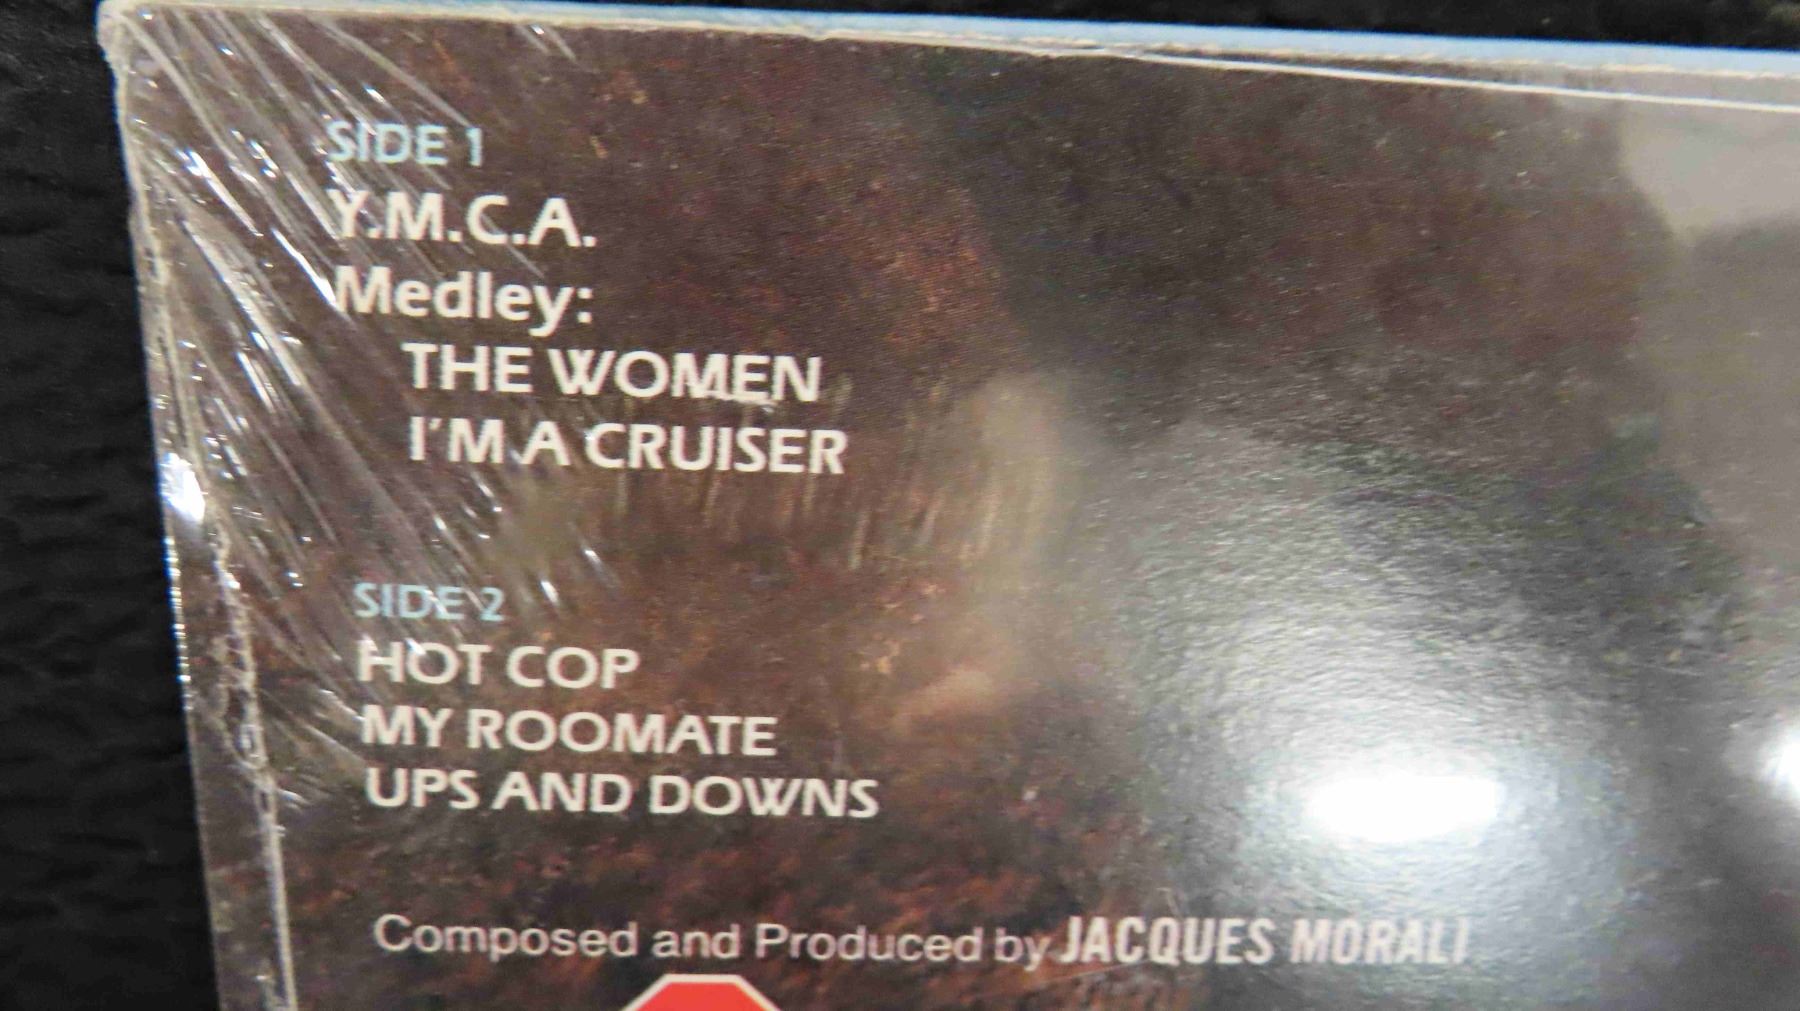 SIDE 1
Y.M.C.A.
Medley:
THE WOMEN
I'M A CRUISER
SIDE 2
HOT COP
MY ROOMATE
UPS AND DOWNS
Composed and Produced by JACQUES MORALI